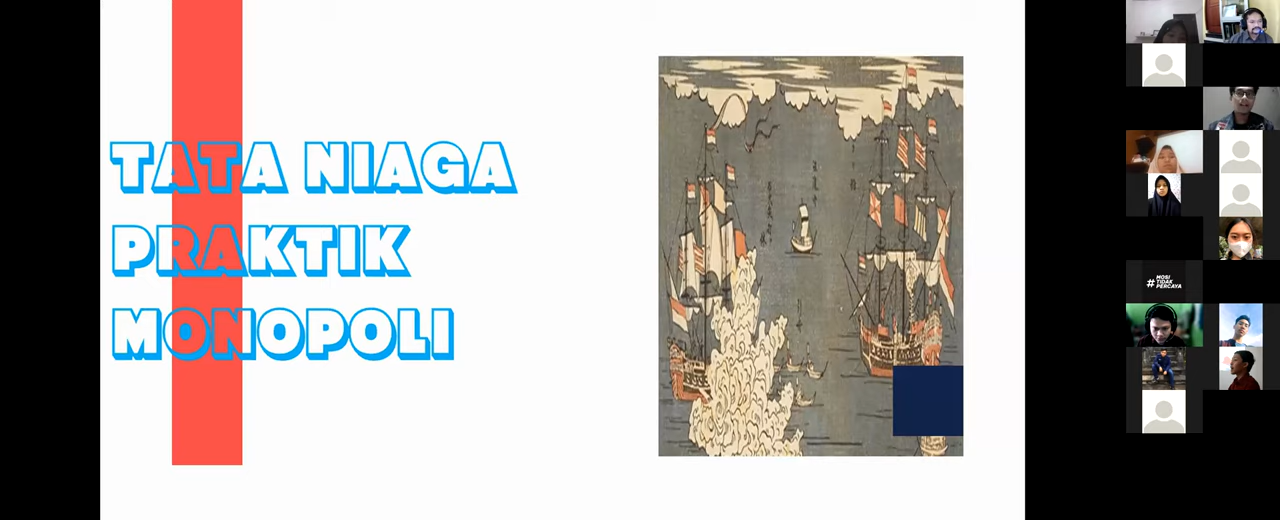 TATA NIAGA
PRAKTIK
MONOPOLI
#MOSI
TIDAK
PERCAYA